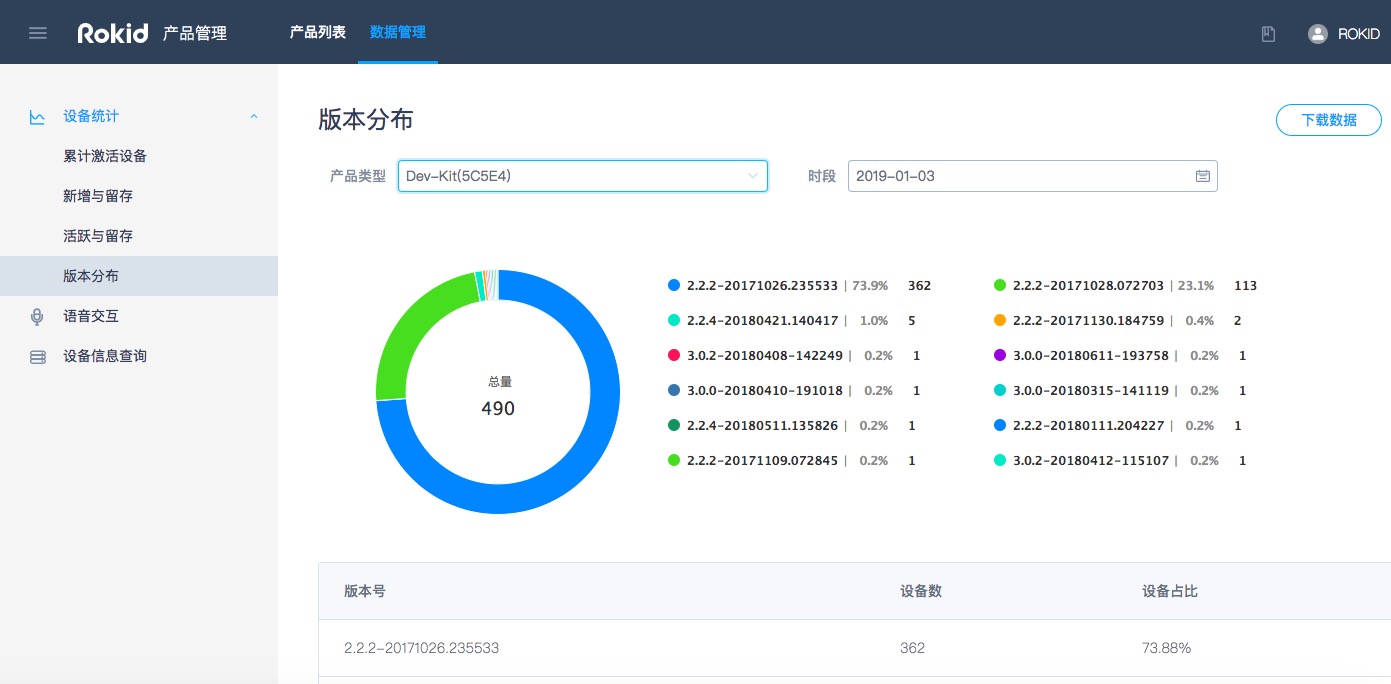 Rokid 产品管理 产品列表 数据管理 ROKID
设备统计
累计激活设备
新增与留存
活跃与留存
版本分布
语音交互
设备信息查询
版本分布
下载数据
产品类型 Dev-Kit(5C5E4) 时段 2019-01-03
总量
490
2.2.2-20171026.235533 | 73.9% 362 2.2.2-20171028.072703 | 23.1% 113
2.2.4-20180421.140417 | 1.0% 5 2.2.2-20171130.184759 | 0.4% 2
3.0.2-20180408-142249 | 0.2% 1 3.0.0-20180611-193758 | 0.2% 1
3.0.0-20180410-191018 | 0.2% 1 3.0.0-20180315-141119 | 0.2% 1
2.2.4-20180511.135826 | 0.2% 1 2.2.2-20180111.204227 | 0.2% 1
2.2.2-20171109.072845 | 0.2% 1 3.0.2-20180412-115107 | 0.2% 1
版本号 设备数 设备占比
2.2.2-20171026.235533 362 73.88%